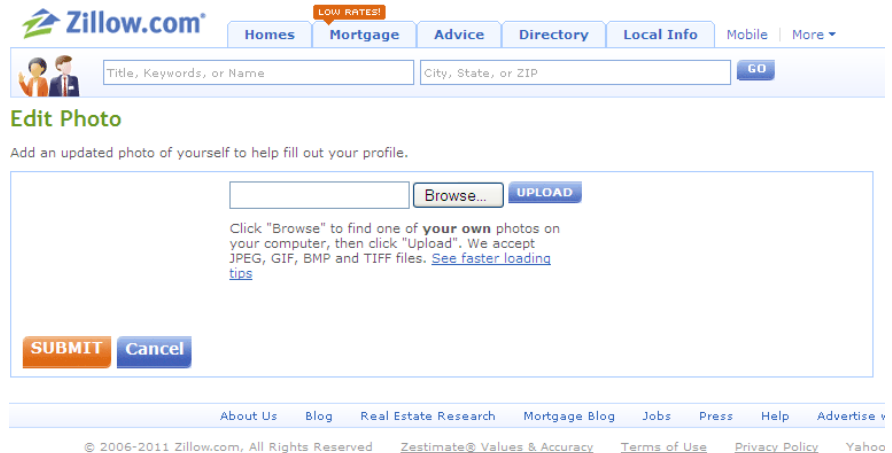 LOW RATES!
Zillow.com® Homes Mortgage Advice Directory Local Info Mobile More
Title, Keywords, or Name City, State, or ZIP GO
Edit Photo
Add an updated photo of yourself to help fill out your profile.
Browse... UPLOAD
Click "Browse" to find one of your own photos on
your computer, then click "Upload". We accept
JPEG, GIF, BMP and TIFF files. See faster loading
tips
SUBMIT Cancel
About Us Blog Real Estate Research Mortgage Blog Jobs Press Help Advertise
© 2006-2011 Zillow.com, All Rights Reserved Zestimate® Values & Accuracy Terms of Use Privacy Policy Yahoo